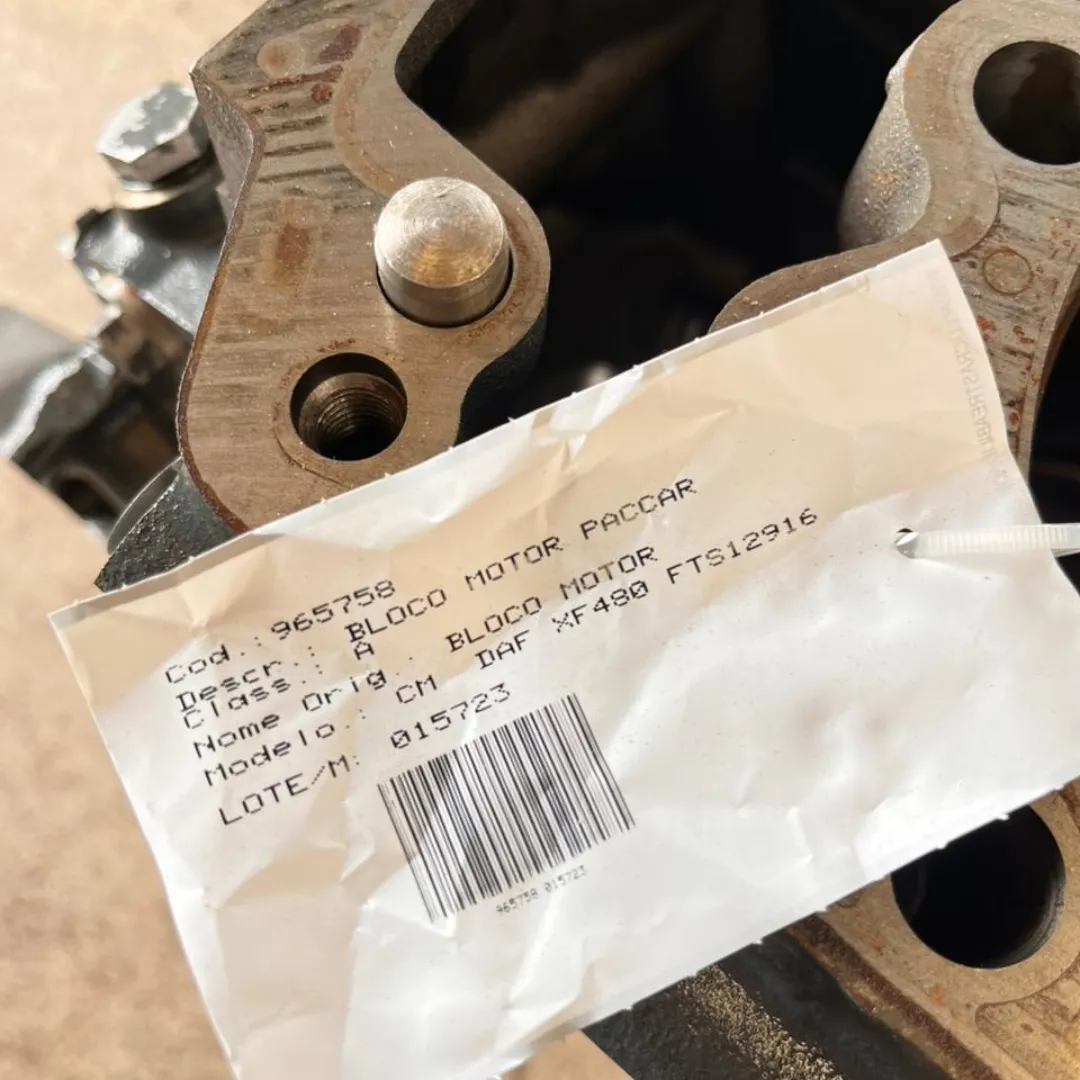 Cod.: 965758
Descr.: BLOCO MOTOR PACCAR
Class.: A
Nome Orig.: BLOCO MOTOR
Modelo.: CM DAF XF480 FTS12916
LOTE/M: 015723
965758 015723